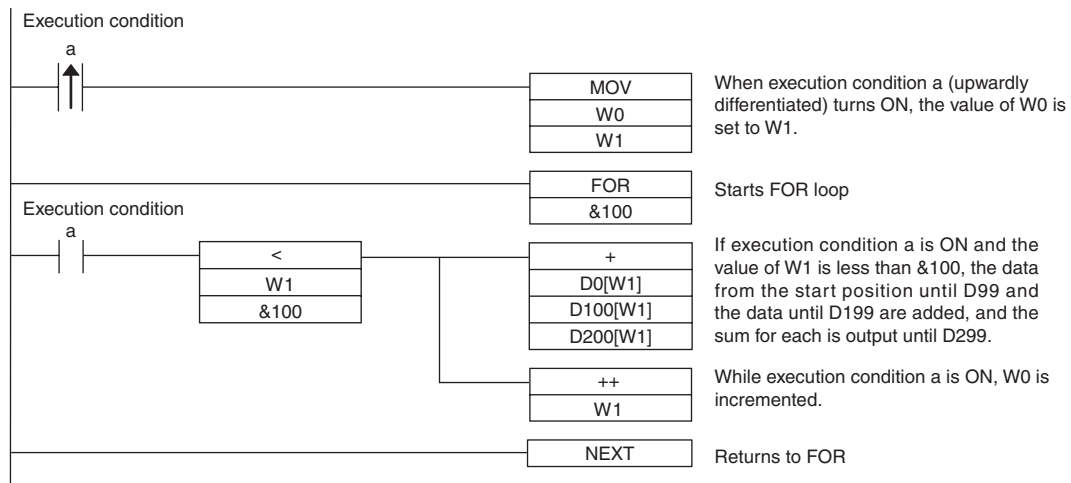 Execution condition
a
MOV
W0
W1
When execution condition a (upwardly
differentiated) turns ON, the value of W0 is
set to W1.
FOR
&100
Starts FOR loop
Execution condition
a
<
W1
&100
+
D0[W1]
D100[W1]
D200[W1]
If execution condition a is ON and the
value of W1 is less than &100, the data
from the start position until D99 and
the data until D199 are added, and the
sum for each is output until D299.
++
W1
While execution condition a is ON, W0 is
incremented.
NEXT
Returns to FOR